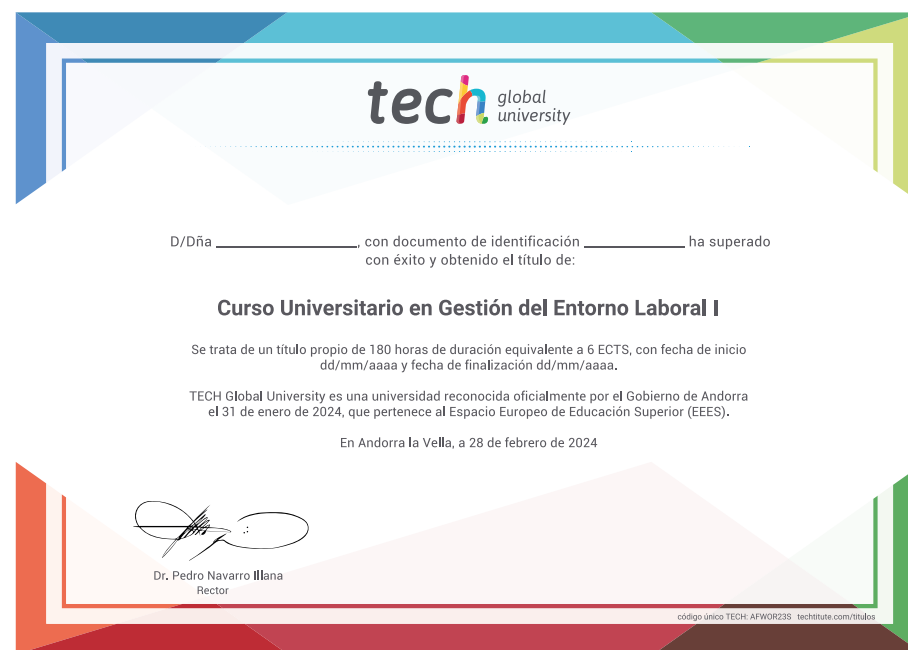 tech global university
D/Dña ________________, con documento de identificación ____________ ha superado
con éxito y obtenido el título de:
Curso Universitario en Gestión del Entorno Laboral I
Se trata de un título propio de 180 horas de duración equivalente a 6 ECTS, con fecha de inicio
dd/mm/aaaa y fecha de finalización dd/mm/aaaa.
TECH Global University es una universidad reconocida oficialmente por el Gobierno de Andorra
el 31 de enero de 2024, que pertenece al Espacio Europeo de Educación Superior (EEES).
En Andorra la Vella, a 28 de febrero de 2024
Dr. Pedro Navarro Illana
Rector
código único TECH: AFWOR23S techtitute.com/titulos